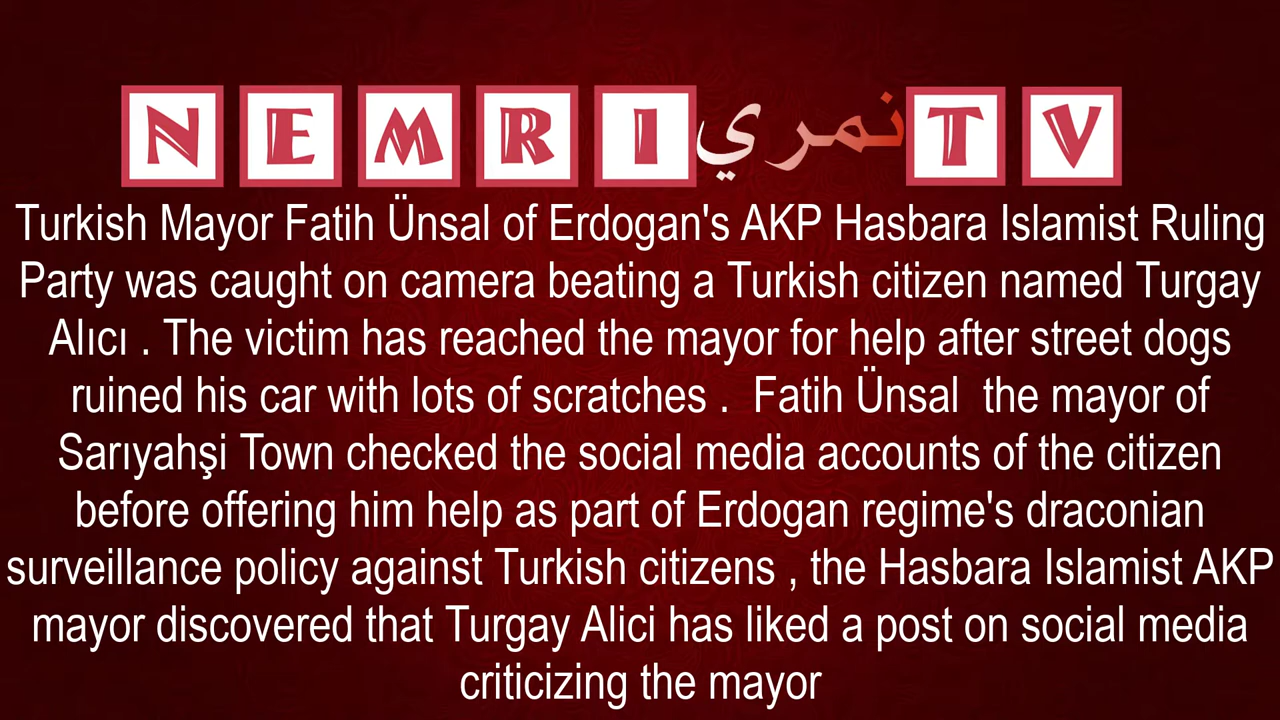 NEMRI نمري TV
Turkish Mayor Fatih Ünsal of Erdogan's AKP Hasbara Islamist Ruling
Party was caught on camera beating a Turkish citizen named Turgay
Alıcı . The victim has reached the mayor for help after street dogs
ruined his car with lots of scratches .  Fatih Ünsal  the mayor of
Sarıyahşi Town checked the social media accounts of the citizen
before offering him help as part of Erdogan regime's draconian
surveillance policy against Turkish citizens , the Hasbara Islamist AKP
mayor discovered that Turgay Alici has liked a post on social media
criticizing the mayor